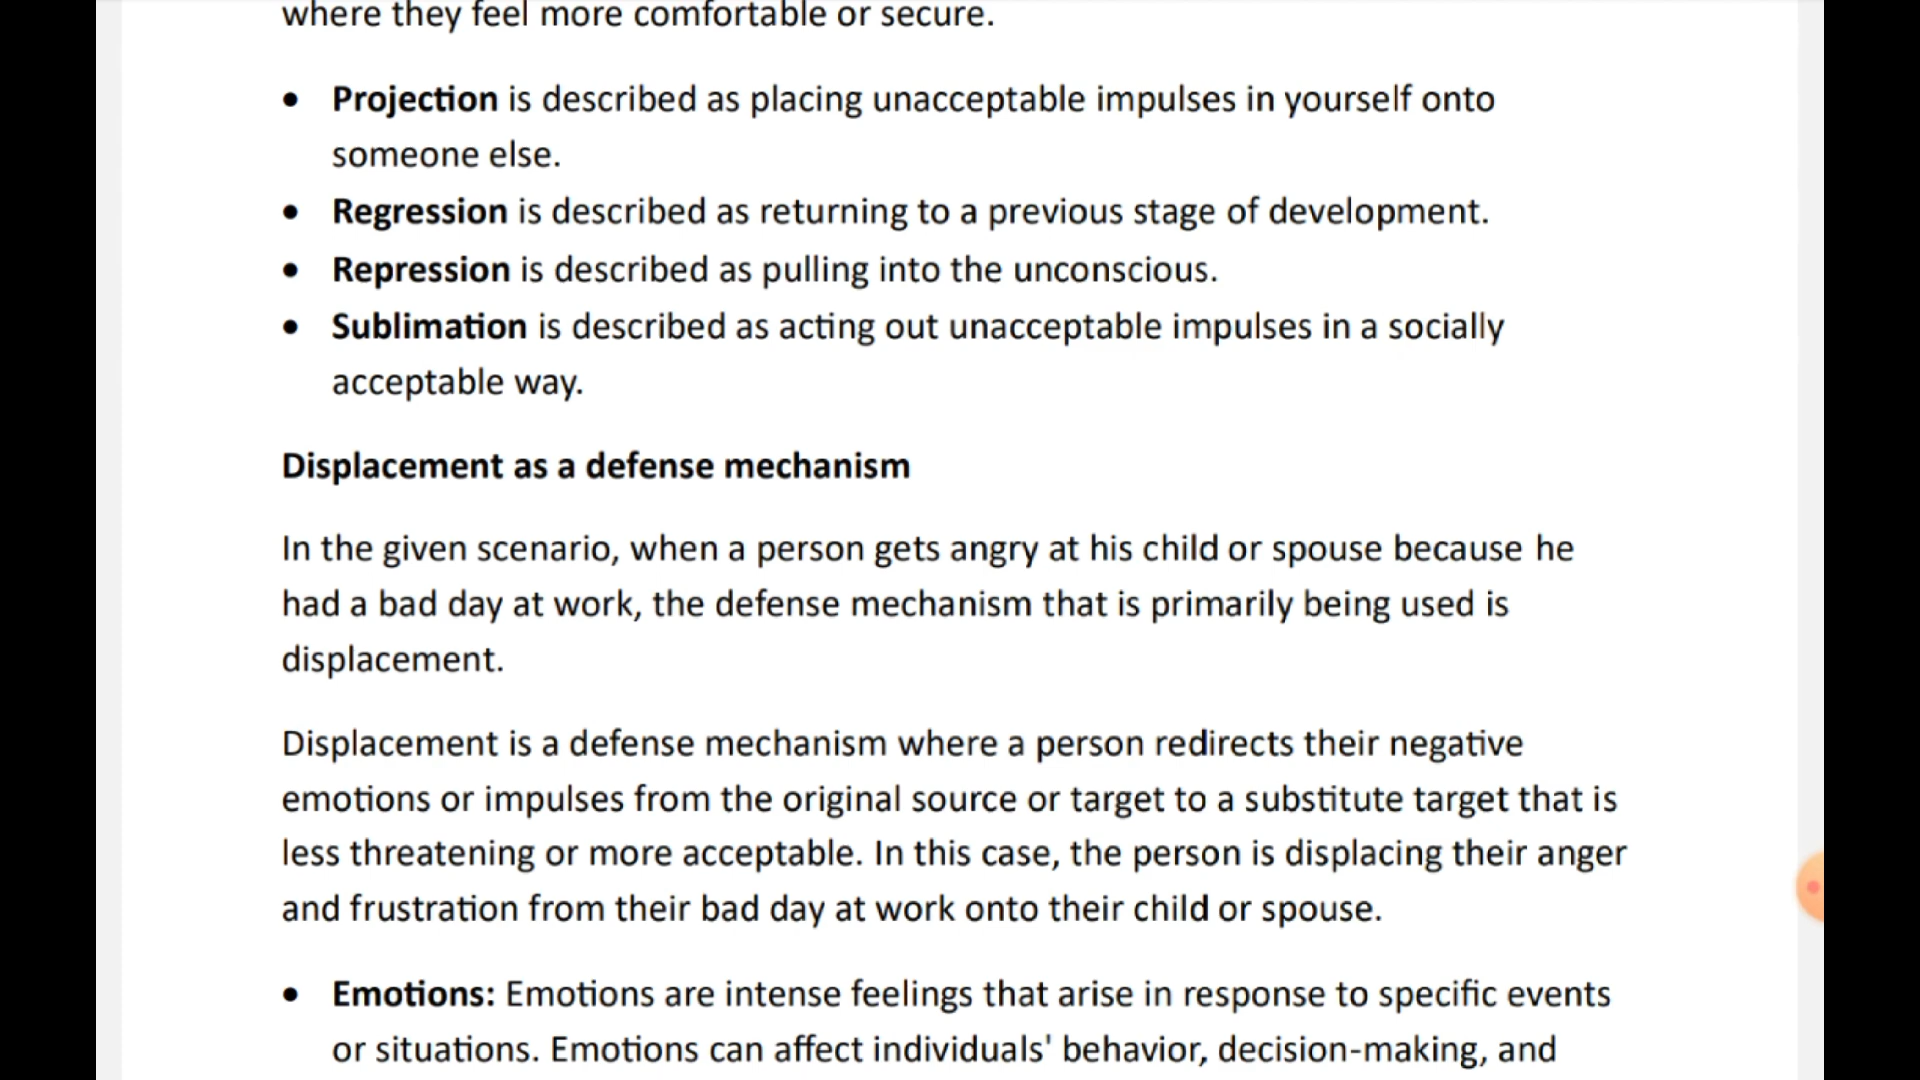 where they feel more comfortable or secure.
• Projection is described as placing unacceptable impulses in yourself onto
someone else.
• Regression is described as returning to a previous stage of development.
• Repression is described as pulling into the unconscious.
• Sublimation is described as acting out unacceptable impulses in a socially
acceptable way.
Displacement as a defense mechanism
In the given scenario, when a person gets angry at his child or spouse because he
had a bad day at work, the defense mechanism that is primarily being used is
displacement.
Displacement is a defense mechanism where a person redirects their negative
emotions or impulses from the original source or target to a substitute target that is
less threatening or more acceptable. In this case, the person is displacing their anger
and frustration from their bad day at work onto their child or spouse.
• Emotions: Emotions are intense feelings that arise in response to specific events
or situations. Emotions can affect individuals' behavior, decision-making, and